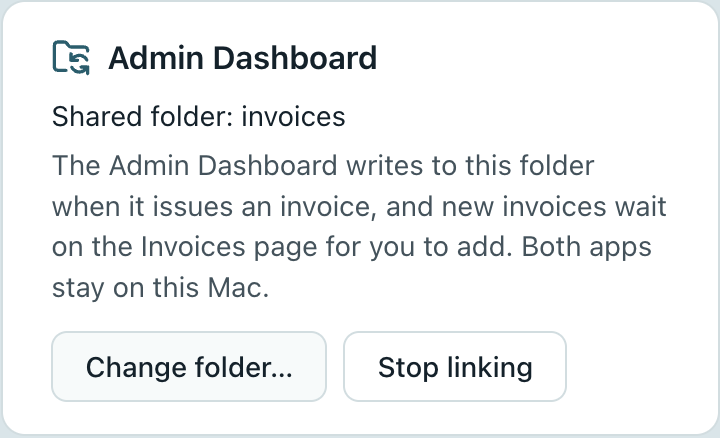 Admin Dashboard
Shared folder: invoices
The Admin Dashboard writes to this folder
when it issues an invoice, and new invoices wait
on the Invoices page for you to add. Both apps
stay on this Mac.
Change folder...
Stop linking